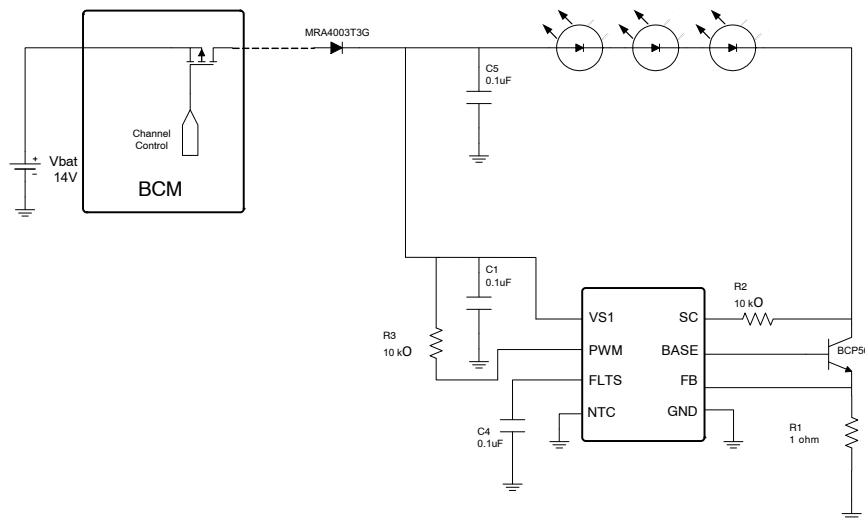 MRA4003T3G
C5
0.1uF
Channel
Control
+
-
Vbat
14V
BCM
C1
0.1uF
R2
10 kO
R3
10 kO
VS1
SC
PWM
BASE
BCP56
FLTS
FB
NTC
GND
C4
0.1uF
R1
1 ohm